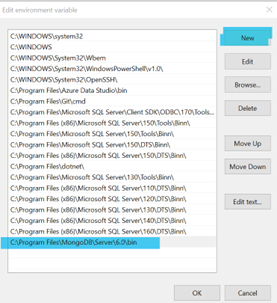 Edit environment variable
C:\WINDOWS\system32
C:\WINDOWS
C:\WINDOWS\System32\Wbem
C:\WINDOWS\System32\WindowsPowerShell\v1.0\
C:\WINDOWS\System32\OpenSSH\
C:\Program Files\Azure Data Studio\bin
C:\Program Files\Git\cmd
C:\Program Files\Microsoft SQL Server\Client SDK\ODBC\170\Tools...
C:\Program Files (x86)\Microsoft SQL Server\150\Tools\Binn\
C:\Program Files\Microsoft SQL Server\150\Tools\Binn\
C:\Program Files\Microsoft SQL Server\150\DTS\Binn\
C:\Program Files (x86)\Microsoft SQL Server\150\DTS\Binn\
C:\Program Files\dotnet\
C:\Program Files\Microsoft SQL Server\130\Tools\Binn\
C:\Program Files (x86)\Microsoft SQL Server\110\DTS\Binn\
C:\Program Files (x86)\Microsoft SQL Server\120\DTS\Binn\
C:\Program Files (x86)\Microsoft SQL Server\130\DTS\Binn\
C:\Program Files (x86)\Microsoft SQL Server\140\DTS\Binn\
C:\Program Files (x86)\Microsoft SQL Server\160\DTS\Binn\
C:\Program Files\MongoDB\Server\6.0\bin
New
Edit
Browse...
Delete
Move Up
Move Down
Edit text...
OK
Cancel